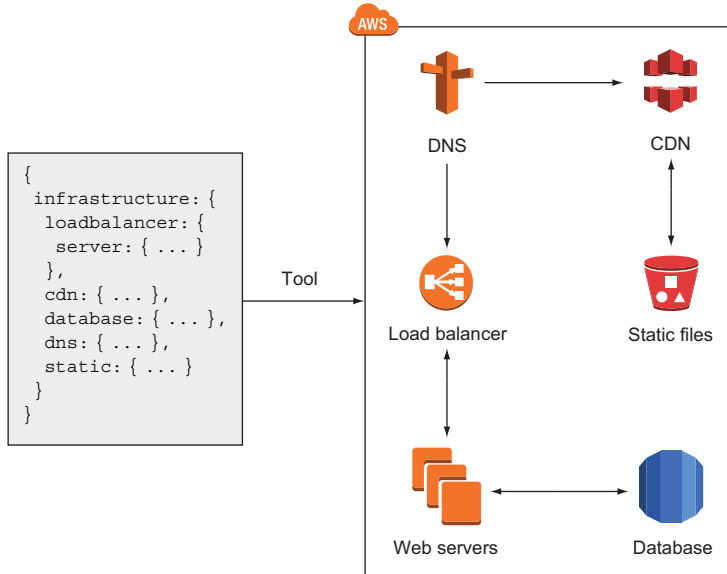 AWS
DNS
CDN
{
infrastructure: {
loadbalancer: {
server: { ... }
},
cdn: { ... },
database: { ... },
dns: { ... },
static: { ... }
}
}
Tool
Load balancer
Static files
Web servers
Database